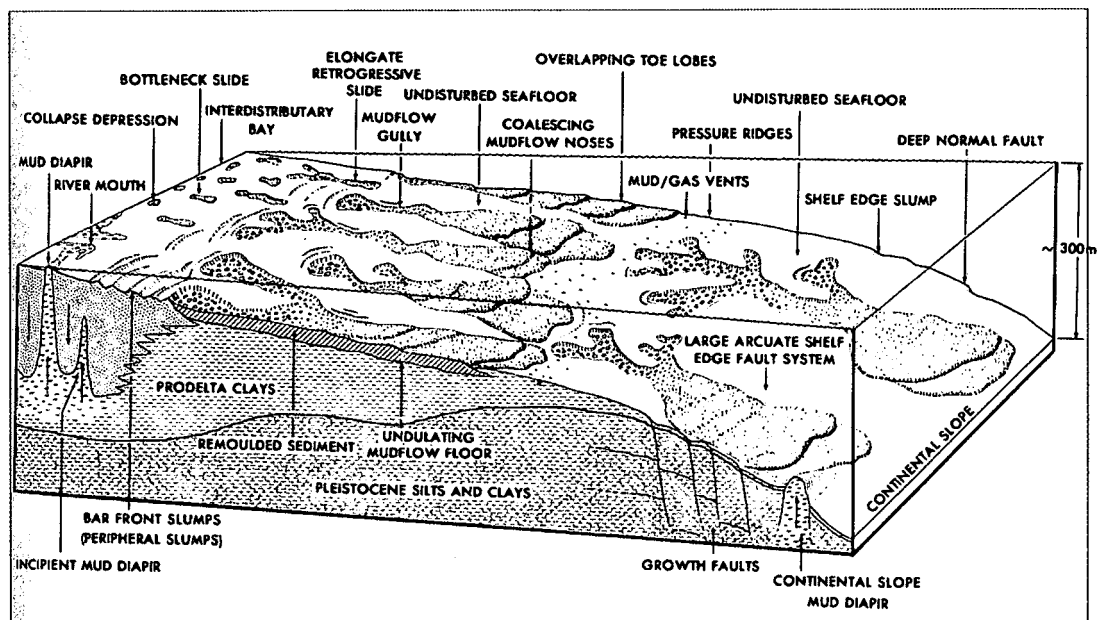 ELONGATE
RETROGRESSIVE
SLIDE
OVERLAPPING TOE LOBES
BOTTLENECK SLIDE
UNDISTURBED SEAFLOOR
UNDISTURBED SEAFLOOR
COLLAPSE DEPRESSION
INTERDISTRIBUTARY
BAY
MUDFLOW
GULLY
COALESCING
MUDFLOW NOSES
PRESSURE RIDGES
DEEP NORMAL FAULT
MUD DIAPIR
RIVER MOUTH
MUD/GAS VENTS
SHELF EDGE SLUMP
~ 300m
LARGE ARCUATE SHELF
EDGE FAULT SYSTEM
PRODELTA CLAYS
REMOULDED SEDIMENT
UNDULATING
MUDFLOW FLOOR
PLEISTOCENE SILTS AND CLAYS
CONTINENTAL SLOPE
BAR FRONT SLUMPS
(PERIPHERAL SLUMPS)
INCIPIENT MUD DIAPIR
GROWTH FAULTS
CONTINENTAL SLOPE
MUD DIAPIR